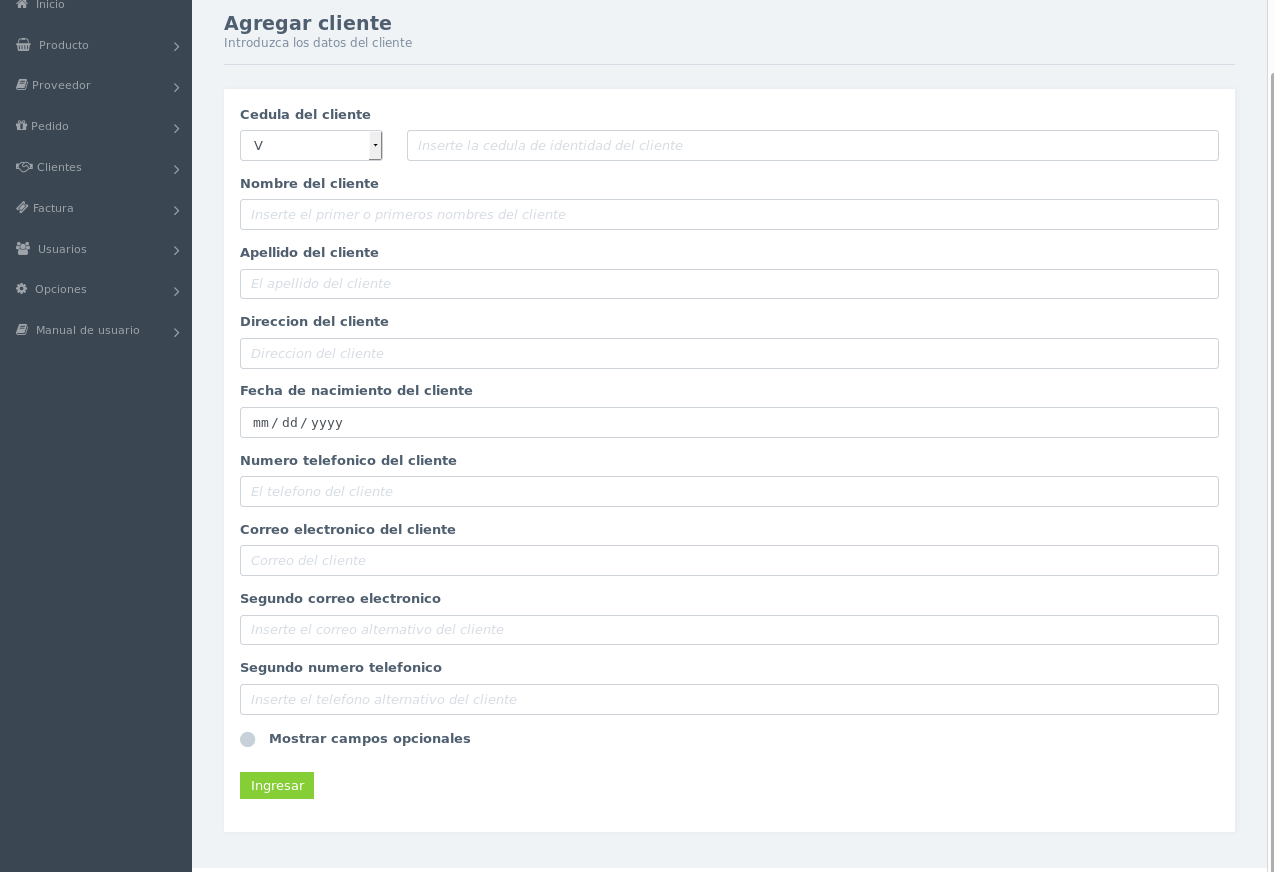 Inicio
Producto
Proveedor
Pedido
Clientes
Factura
Usuarios
Opciones
Manual de usuario
Agregar cliente
Introduzca los datos del cliente
Cedula del cliente
V Inserte la cedula de identidad del cliente
Nombre del cliente
Inserte el primer o primeros nombres del cliente
Apellido del cliente
El apellido del cliente
Direccion del cliente
Direccion del cliente
Fecha de nacimiento del cliente
mm/dd/yyyy
Numero telefonico del cliente
El telefono del cliente
Correo electronico del cliente
Correo del cliente
Segundo correo electronico
Inserte el correo alternativo del cliente
Segundo numero telefonico
Inserte el telefono alternativo del cliente
Mostrar campos opcionales
Ingresar